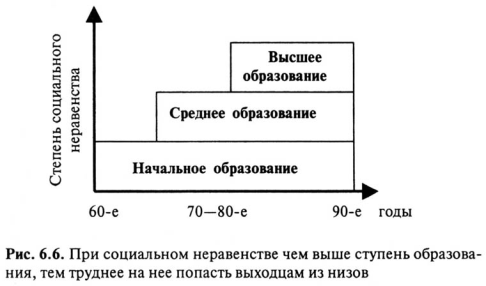 Степень социального
неравенства
Высшее
образование
Среднее образование
Начальное образование
60-е 70—80-е 90-е годы
Рис. 6.6. При социальном неравенстве чем выше ступень образова-
ния, тем труднее на нее попасть выходцам из низов